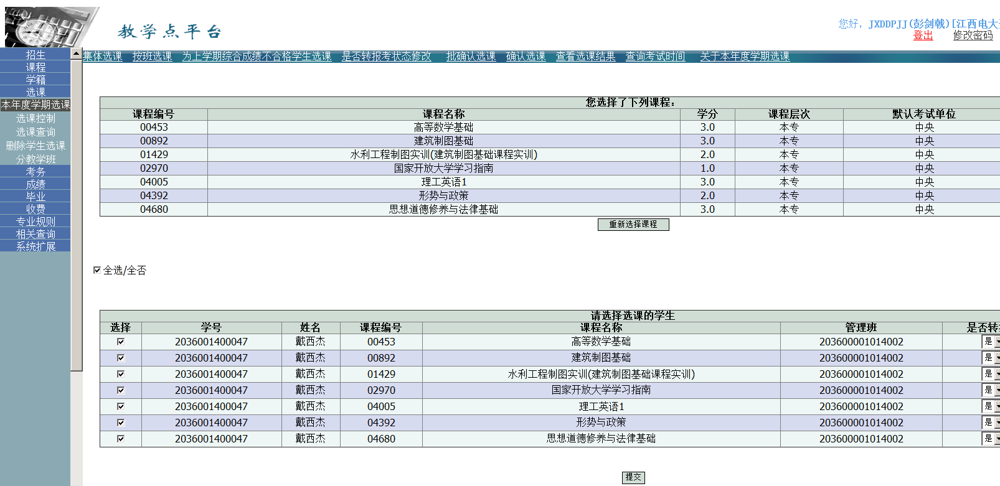 教学点平台
您好, JXDDPJJ(彭剑戟)[江西电大
登出 修改密码
集体选课 按班选课 为上学期综合成绩不合格学生选课 是否转报考状态修改 批确认选课 确认选课 查看选课结果 查询考试时间 关于本年度学期选课
招生
课程
学籍
选课
本年度学期选课
选课控制
选课查询
删除学生选课
分教学班
考务
成绩
毕业
收费
专业规则
相关查询
系统扩展
您选择了下列课程:
课程编号 课程名称 学分 课程层次 默认考试单位
00453 高等数学基础 3.0 本专 中央
00892 建筑制图基础 3.0 本专 中央
01429 水利工程制图实训(建筑制图基础课程实训) 2.0 本专 中央
02970 国家开放大学学习指南 1.0 本专 中央
04005 理工英语1 3.0 本专 中央
04392 形势与政策 2.0 本专 中央
04680 思想道德修养与法律基础 3.0 本专 中央
重新选择课程
全选/全否
请选择选课的学生
选择 学号 姓名 课程编号 课程名称 管理班 是否转
2036001400047 戴西杰 00453 高等数学基础 203600001014002 是
2036001400047 戴西杰 00892 建筑制图基础 203600001014002 是
2036001400047 戴西杰 01429 水利工程制图实训(建筑制图基础课程实训) 203600001014002 是
2036001400047 戴西杰 02970 国家开放大学学习指南 203600001014002 是
2036001400047 戴西杰 04005 理工英语1 203600001014002 是
2036001400047 戴西杰 04392 形势与政策 203600001014002 是
2036001400047 戴西杰 04680 思想道德修养与法律基础 203600001014002 是
提交